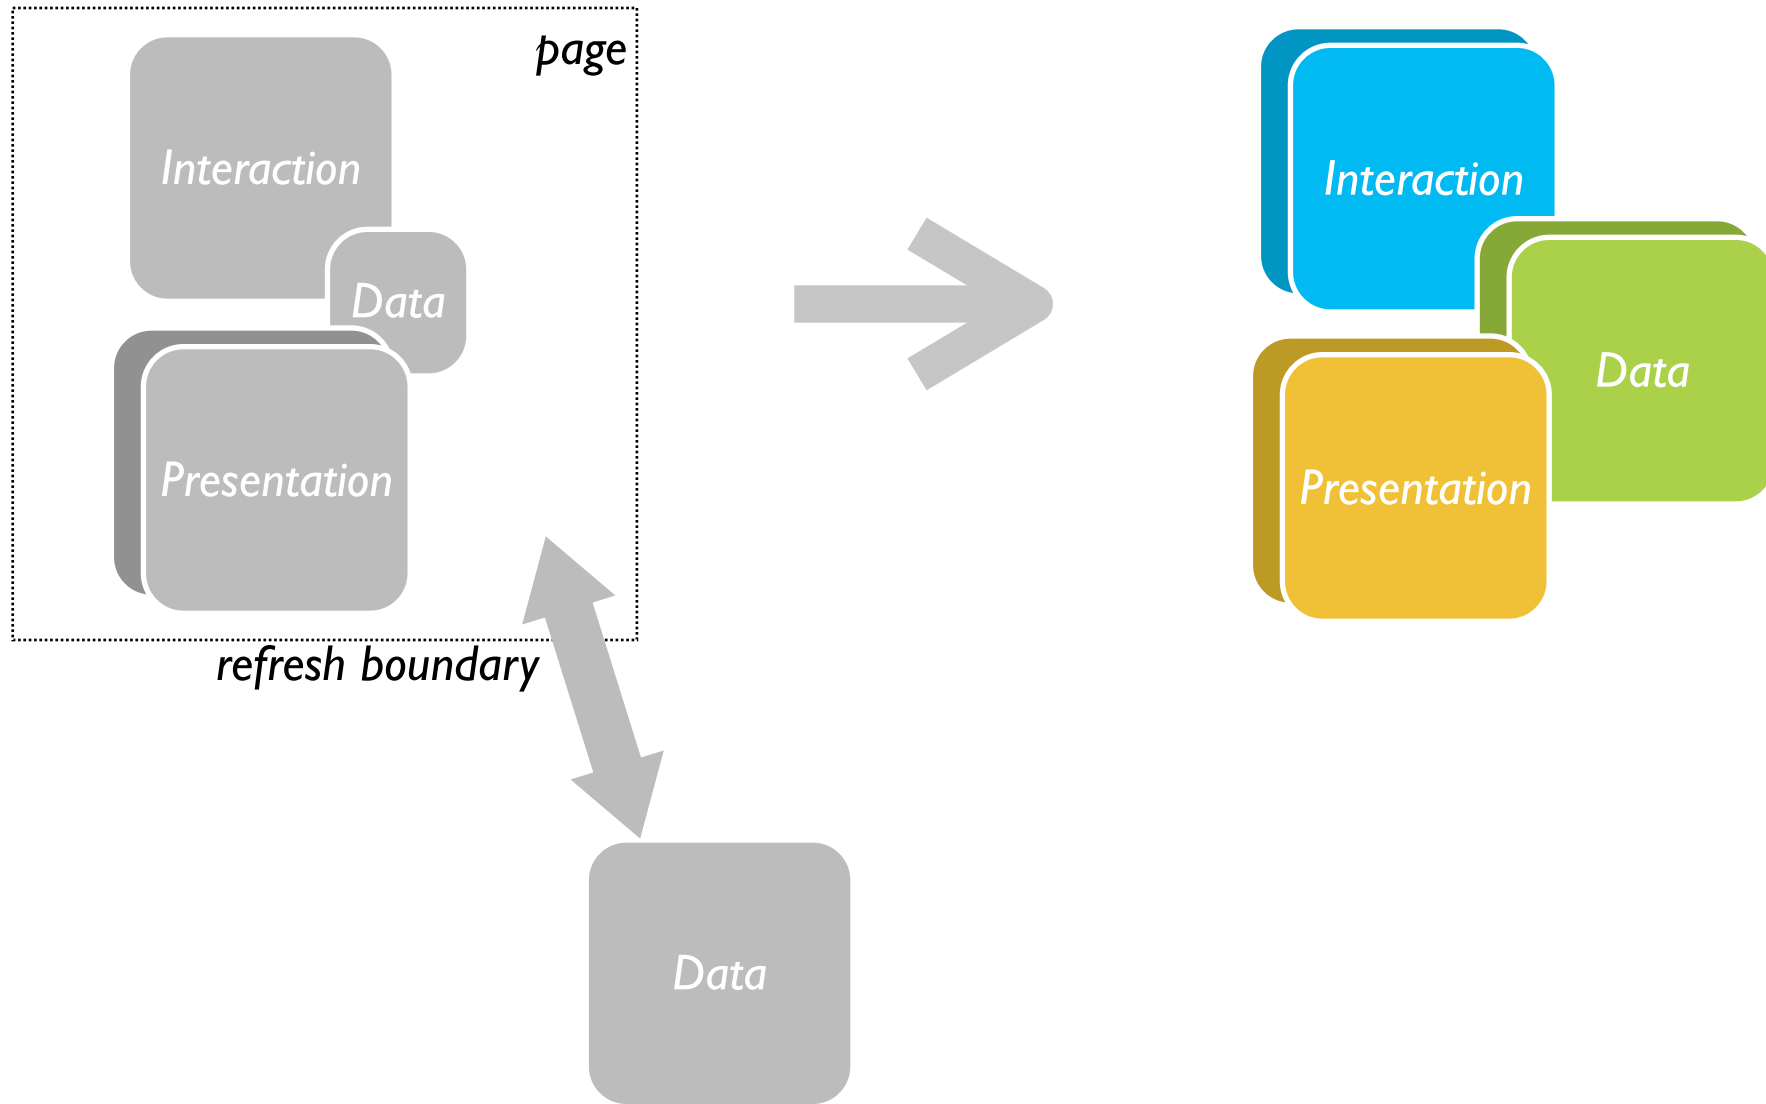 page
Interaction
Data
Presentation
refresh boundary
Data
Interaction
Data
Presentation